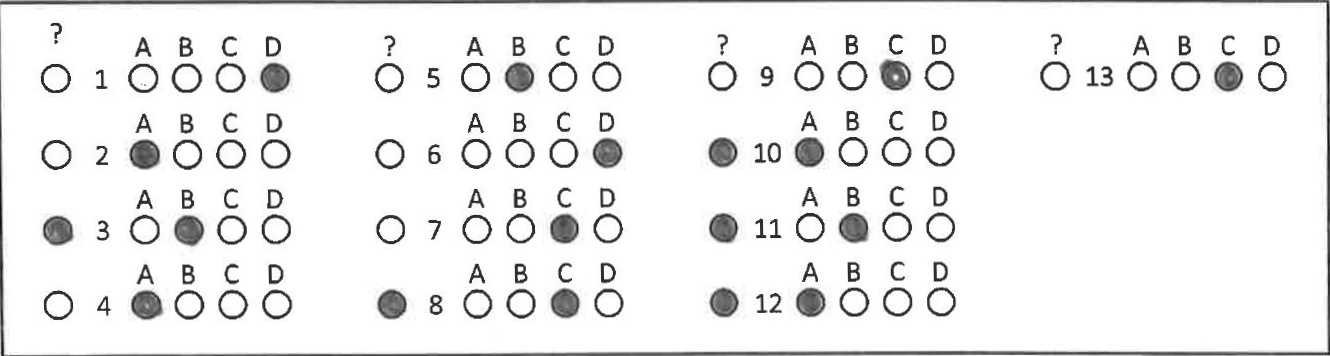 ? A B C D ? A B C D ? A B C D ? A B C D
1 5 9 13
A B C D A B C D A B C D
2 6 10
A B C D A B C D A B C D
3 7 11
A B C D A B C D A B C D
4 8 12